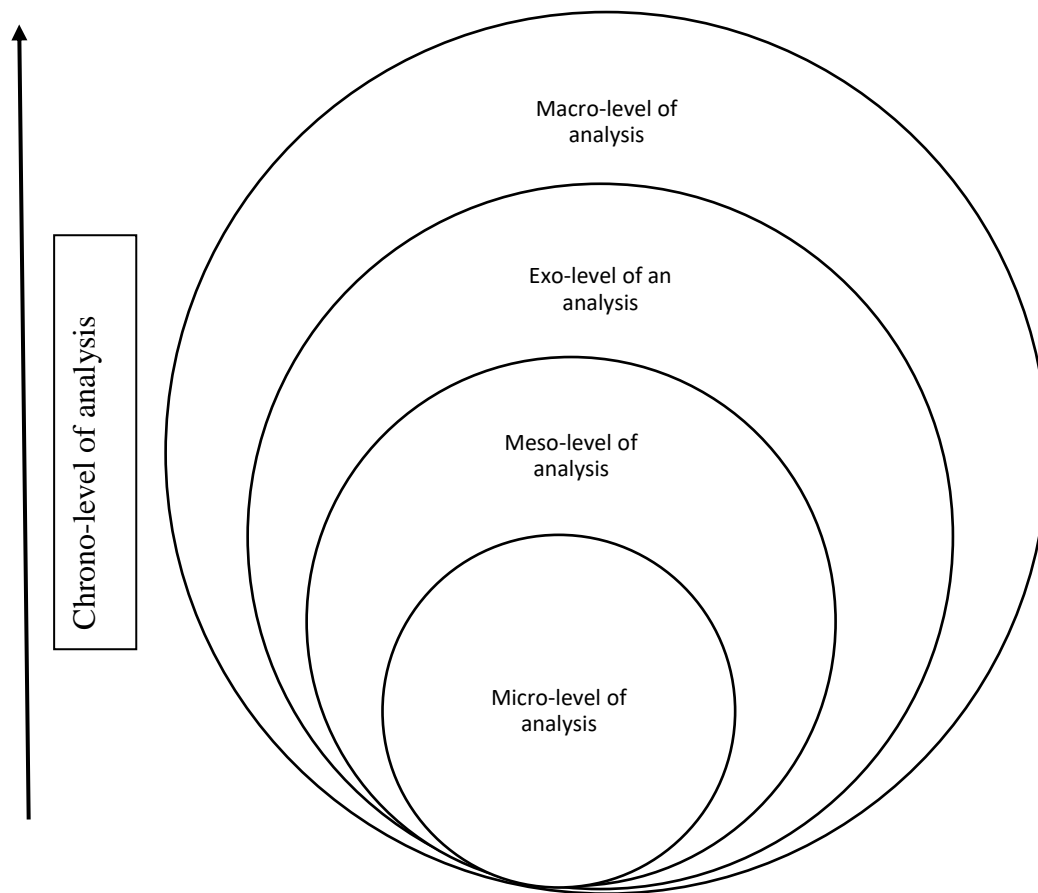 Macro-level of
analysis
Exo-level of an
analysis
Meso-level of
analysis
Micro-level of
analysis
Chrono-level of analysis